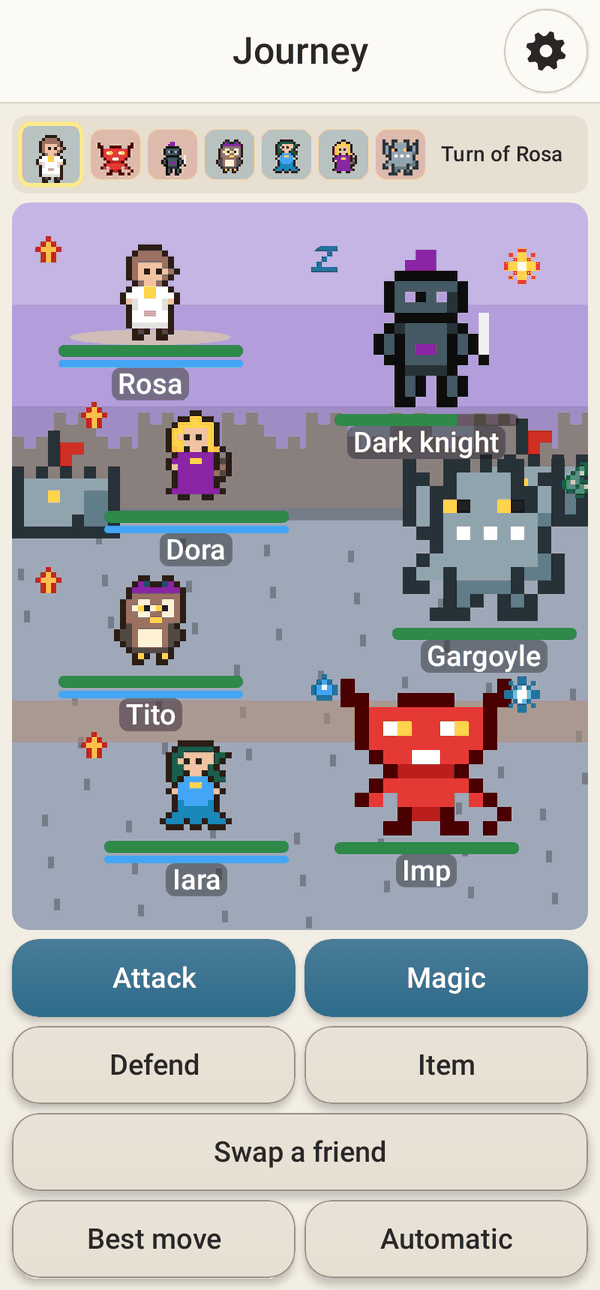 Journey
Turn of Rosa
Z
Rosa
Dark knight
Dora
Gargoyle
Tito
Imp
Iara
Attack
Magic
Defend
Item
Swap a friend
Best move
Automatic